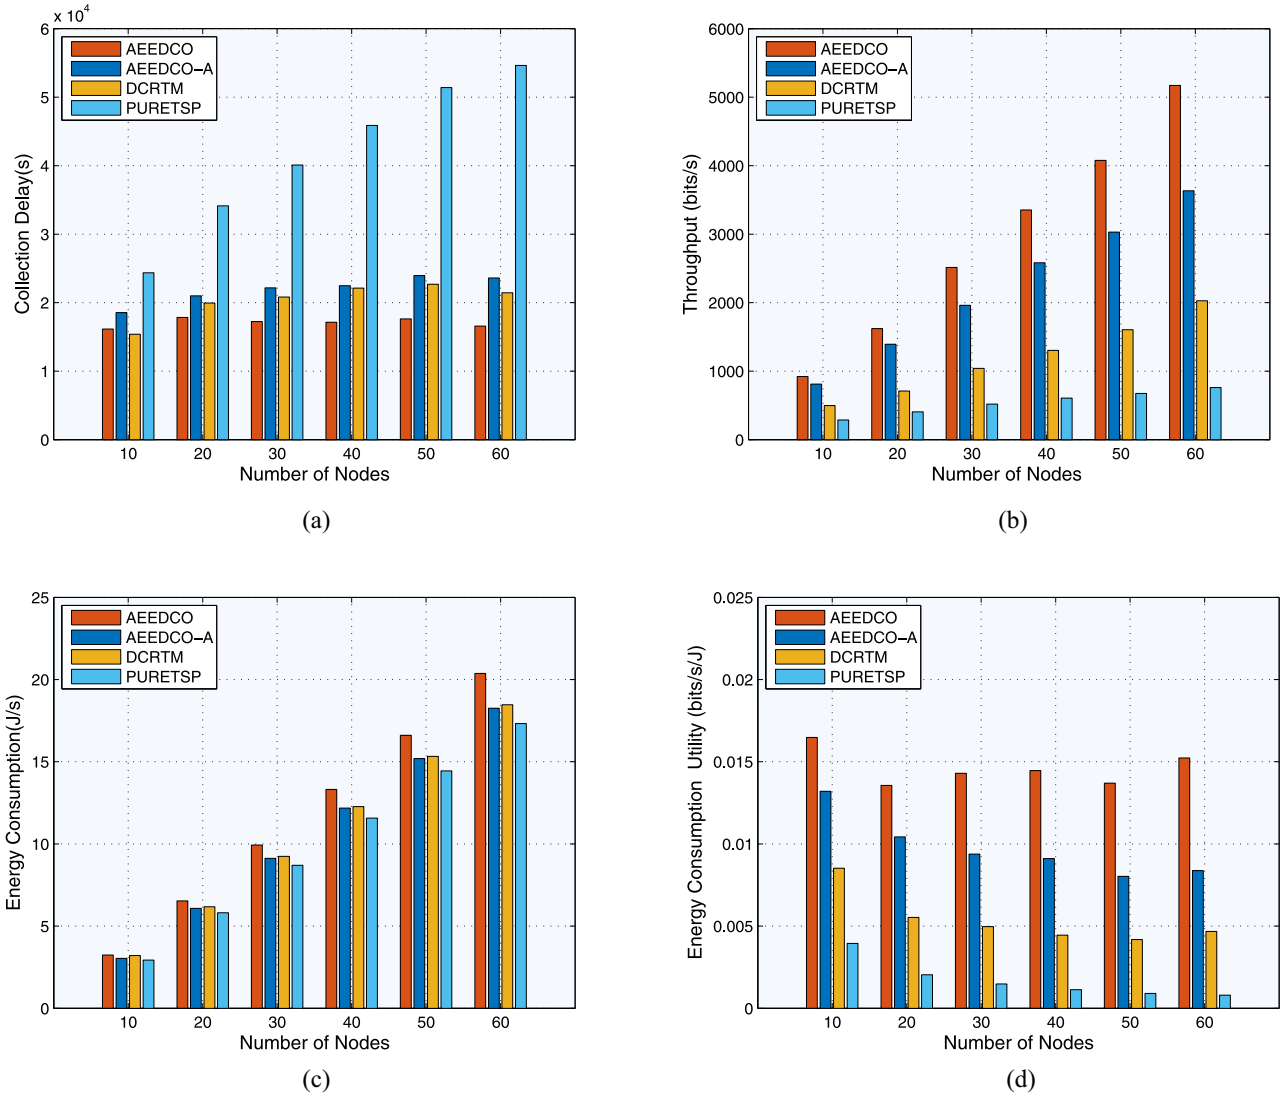 x 10⁴
6
5
4
3
2
1
0
Collection Delay(s)
AEEDCO
AEEDCO−A
DCRTM
PURETSP
10 20 30 40 50 60
Number of Nodes
(a)
6000
5000
4000
3000
2000
1000
0
Throughput (bits/s)
AEEDCO
AEEDCO−A
DCRTM
PURETSP
10 20 30 40 50 60
Number of Nodes
(b)
25
20
15
10
5
0
Energy Consumption(J/s)
AEEDCO
AEEDCO−A
DCRTM
PURETSP
10 20 30 40 50 60
Number of Nodes
(c)
0.025
0.02
0.015
0.01
0.005
0
Energy Consumption Utility (bits/s/J)
AEEDCO
AEEDCO−A
DCRTM
PURETSP
10 20 30 40 50 60
Number of Nodes
(d)